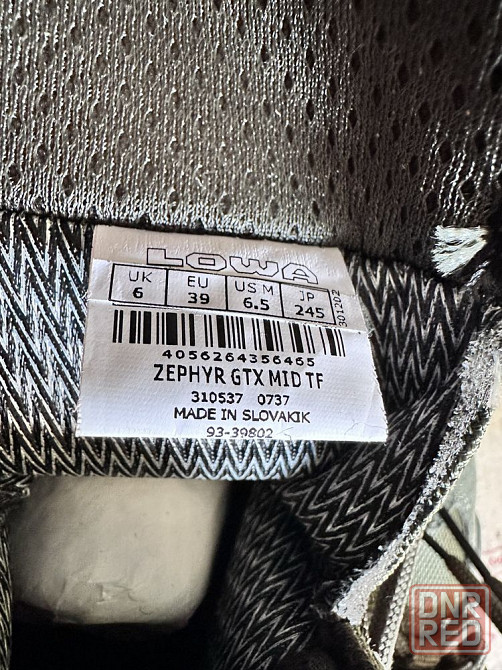 LOWA
UK EU US M JP
6 39 6.5 245
301202
4056264356465
ZEPHYR GTX MID TF
310537 0737
MADE IN SLOVAKIK
93-39802
DNR
RED